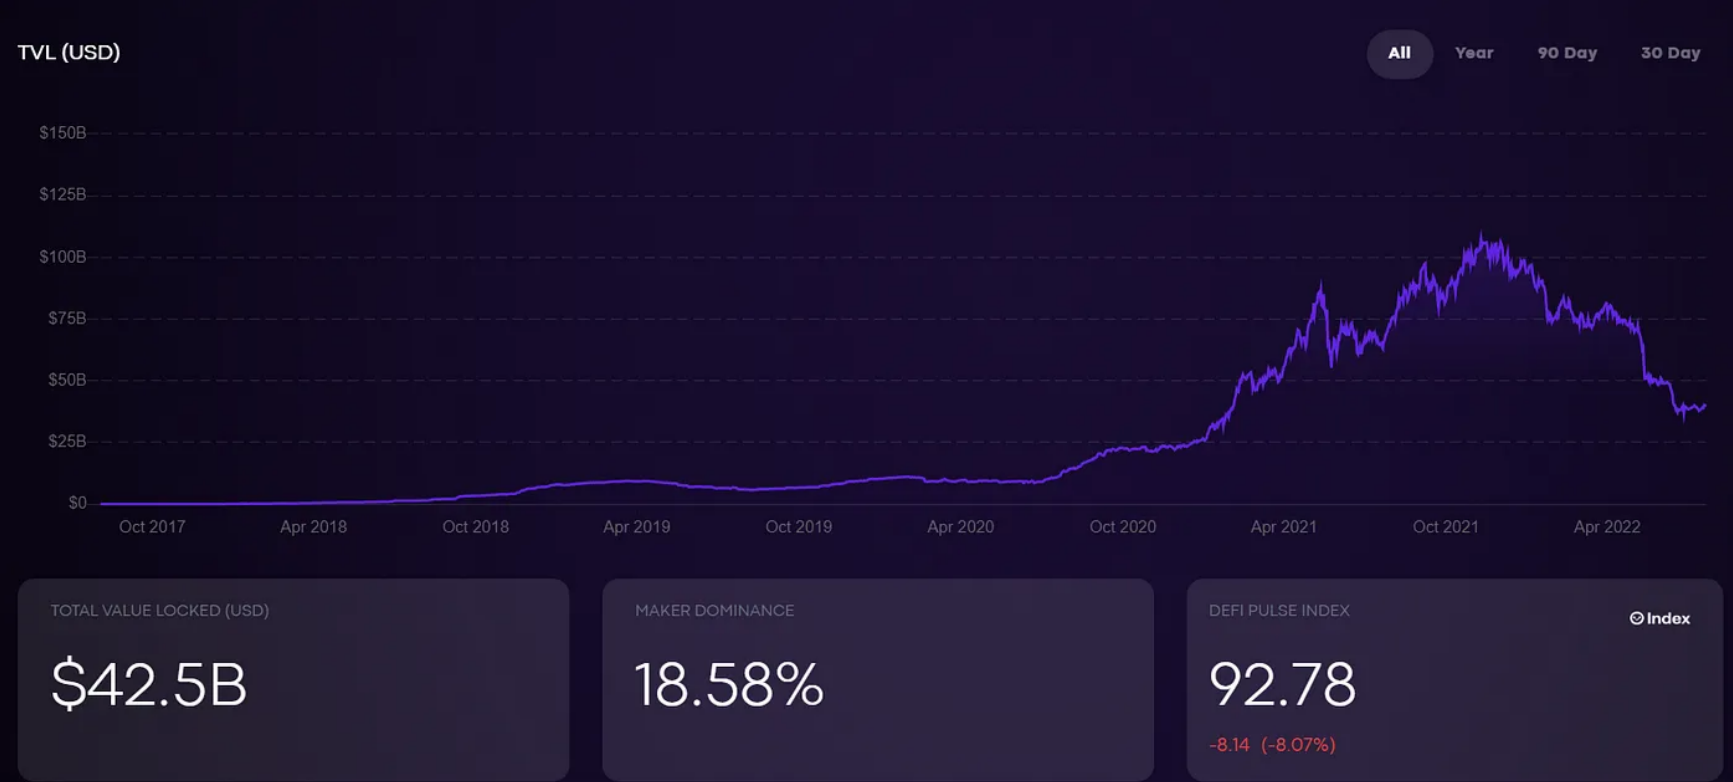 TVL (USD)
All Year 90 Day 30 Day
$150B
$125B
$100B
$75B
$50B
$25B
$0
Oct 2017 Apr 2018 Oct 2018 Apr 2019 Oct 2019 Apr 2020 Oct 2020 Apr 2021 Oct 2021 Apr 2022
TOTAL VALUE LOCKED (USD)
$42.5B
MAKER DOMINANCE
18.58%
DEFI PULSE INDEX
Index
92.78
-8.14 (-8.07%)